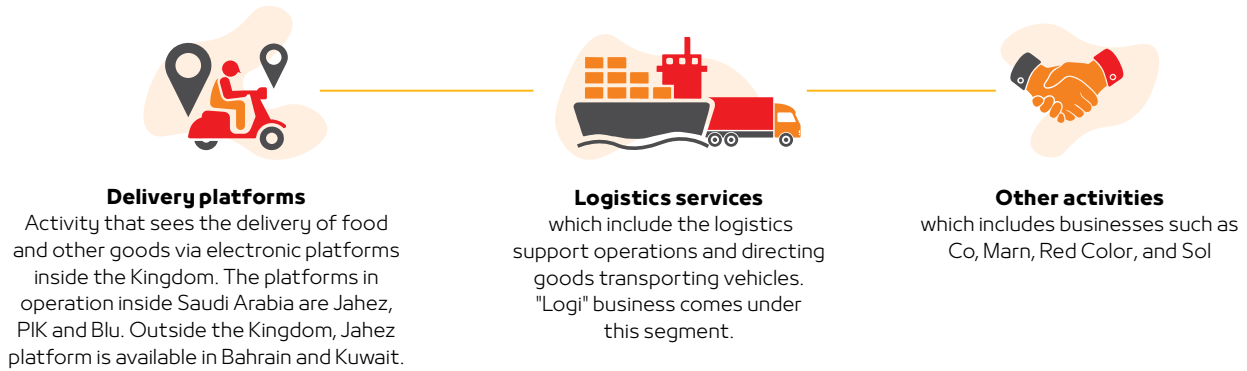 Delivery platforms
Activity that sees the delivery of food
and other goods via electronic platforms
inside the Kingdom. The platforms in
operation inside Saudi Arabia are Jahez,
PIK and Blu. Outside the Kingdom, Jahez
platform is available in Bahrain and Kuwait.
Logistics services
which include the logistics
support operations and directing
goods transporting vehicles.
"Logi" business comes under
this segment.
Other activities
which includes businesses such as
Co, Marn, Red Color, and Sol